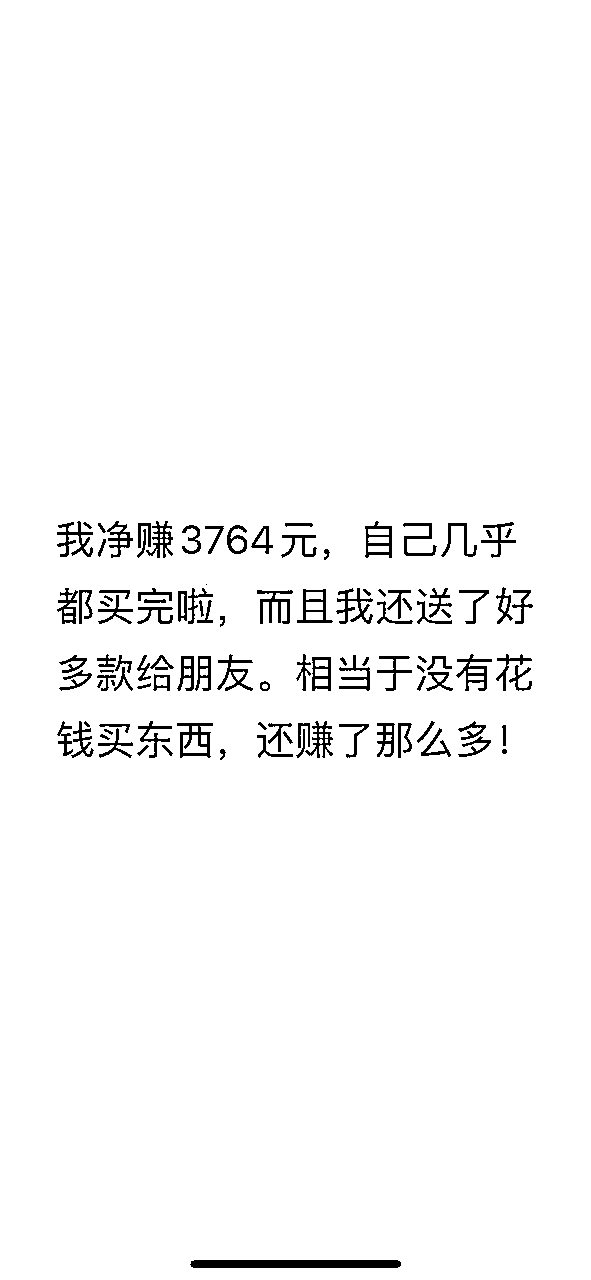 我净赚3764元，自己几乎
都买完啦，而且我还送了好
多款给朋友。相当于没有花
钱买东西，还赚了那么多！